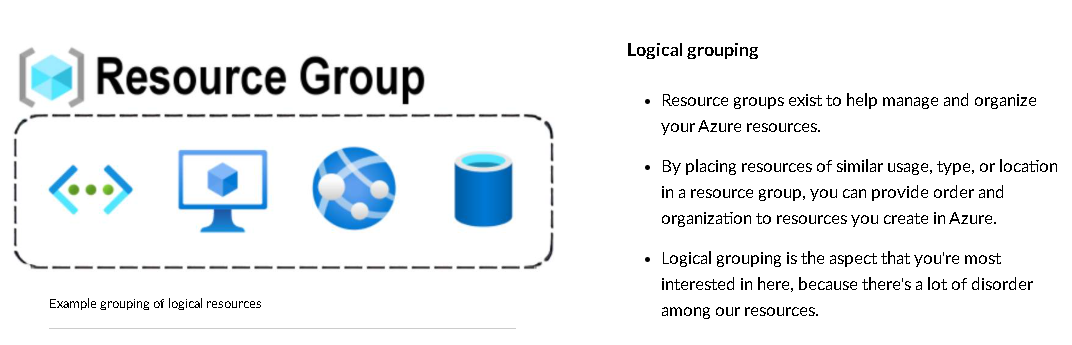 Resource Group
Example grouping of logical resources
Logical grouping
• Resource groups exist to help manage and organize
your Azure resources.
• By placing resources of similar usage, type, or location
in a resource group, you can provide order and
organization to resources you create in Azure.
• Logical grouping is the aspect that you're most
interested in here, because there's a lot of disorder
among our resources.